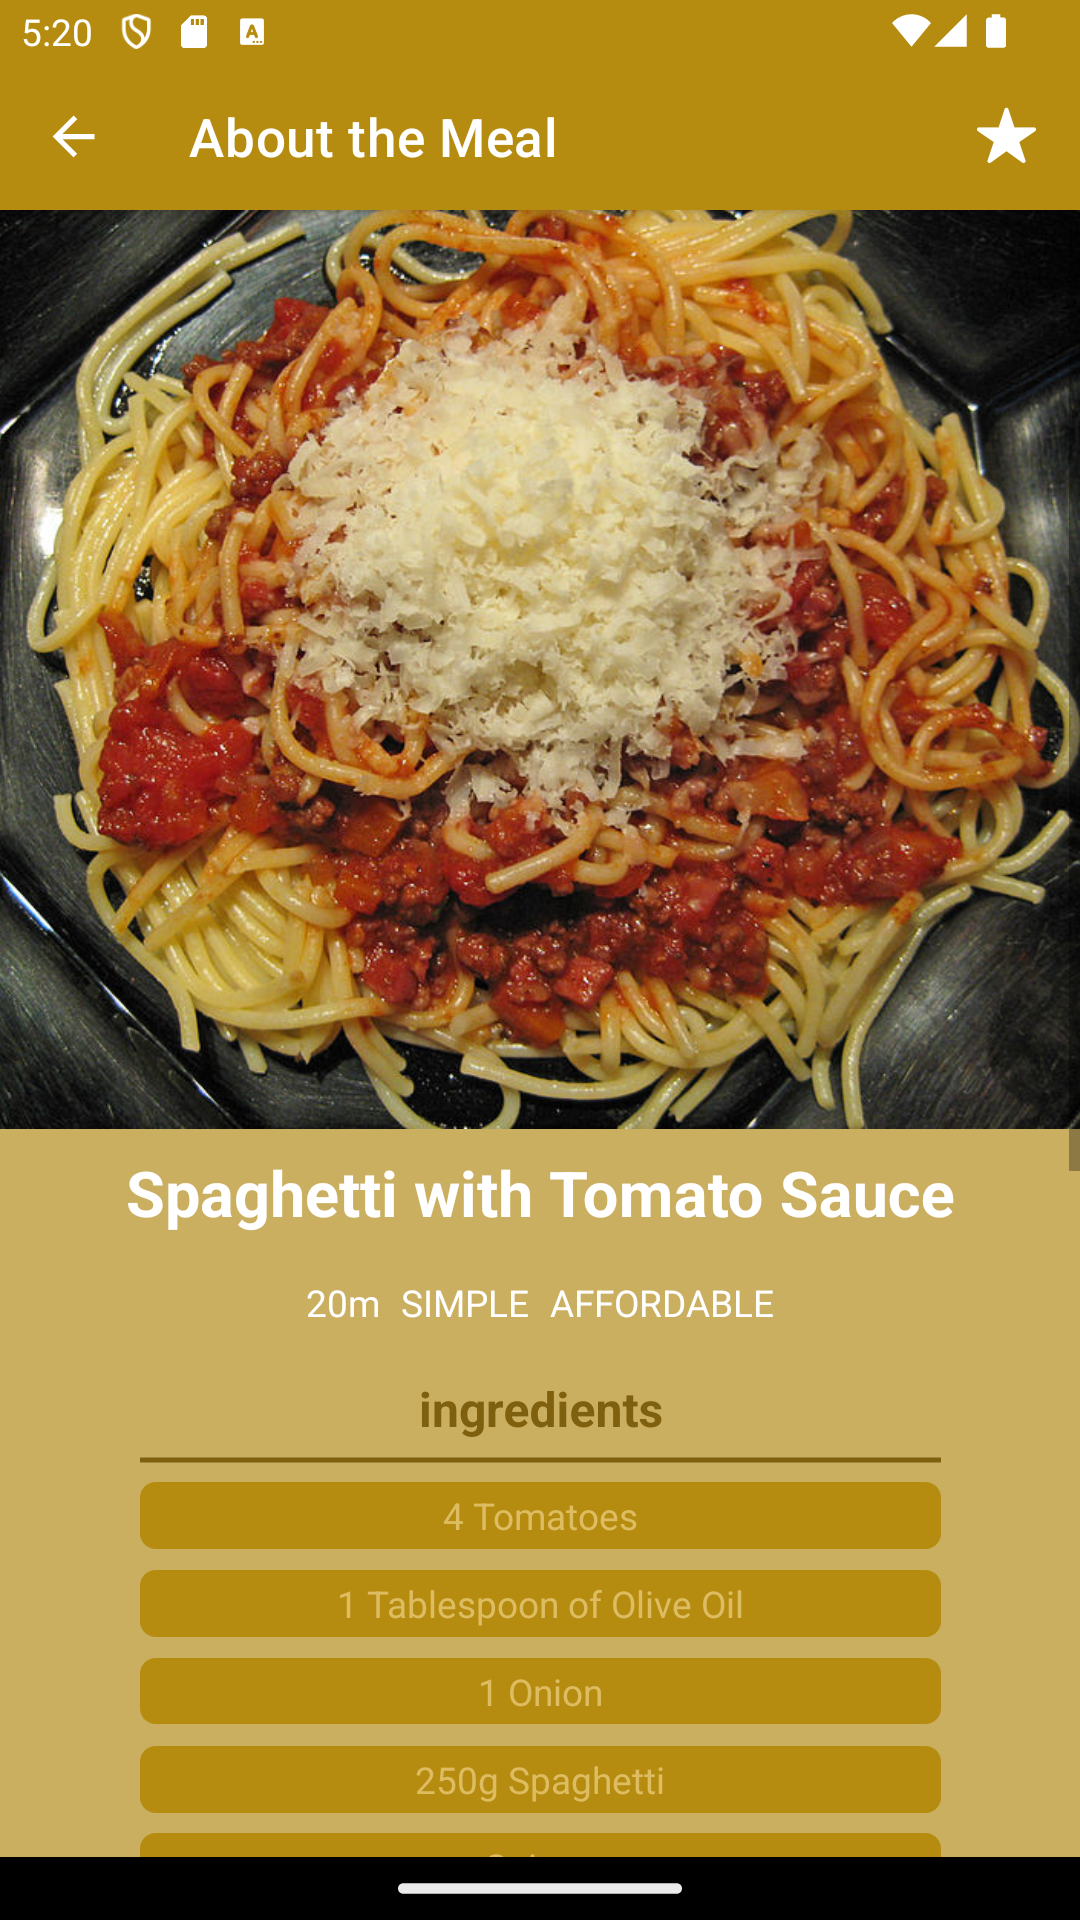 5:20
About the Meal
Spaghetti with Tomato Sauce
20m SIMPLE AFFORDABLE
ingredients
4 Tomatoes
1 Tablespoon of Olive Oil
1 Onion
250g Spaghetti